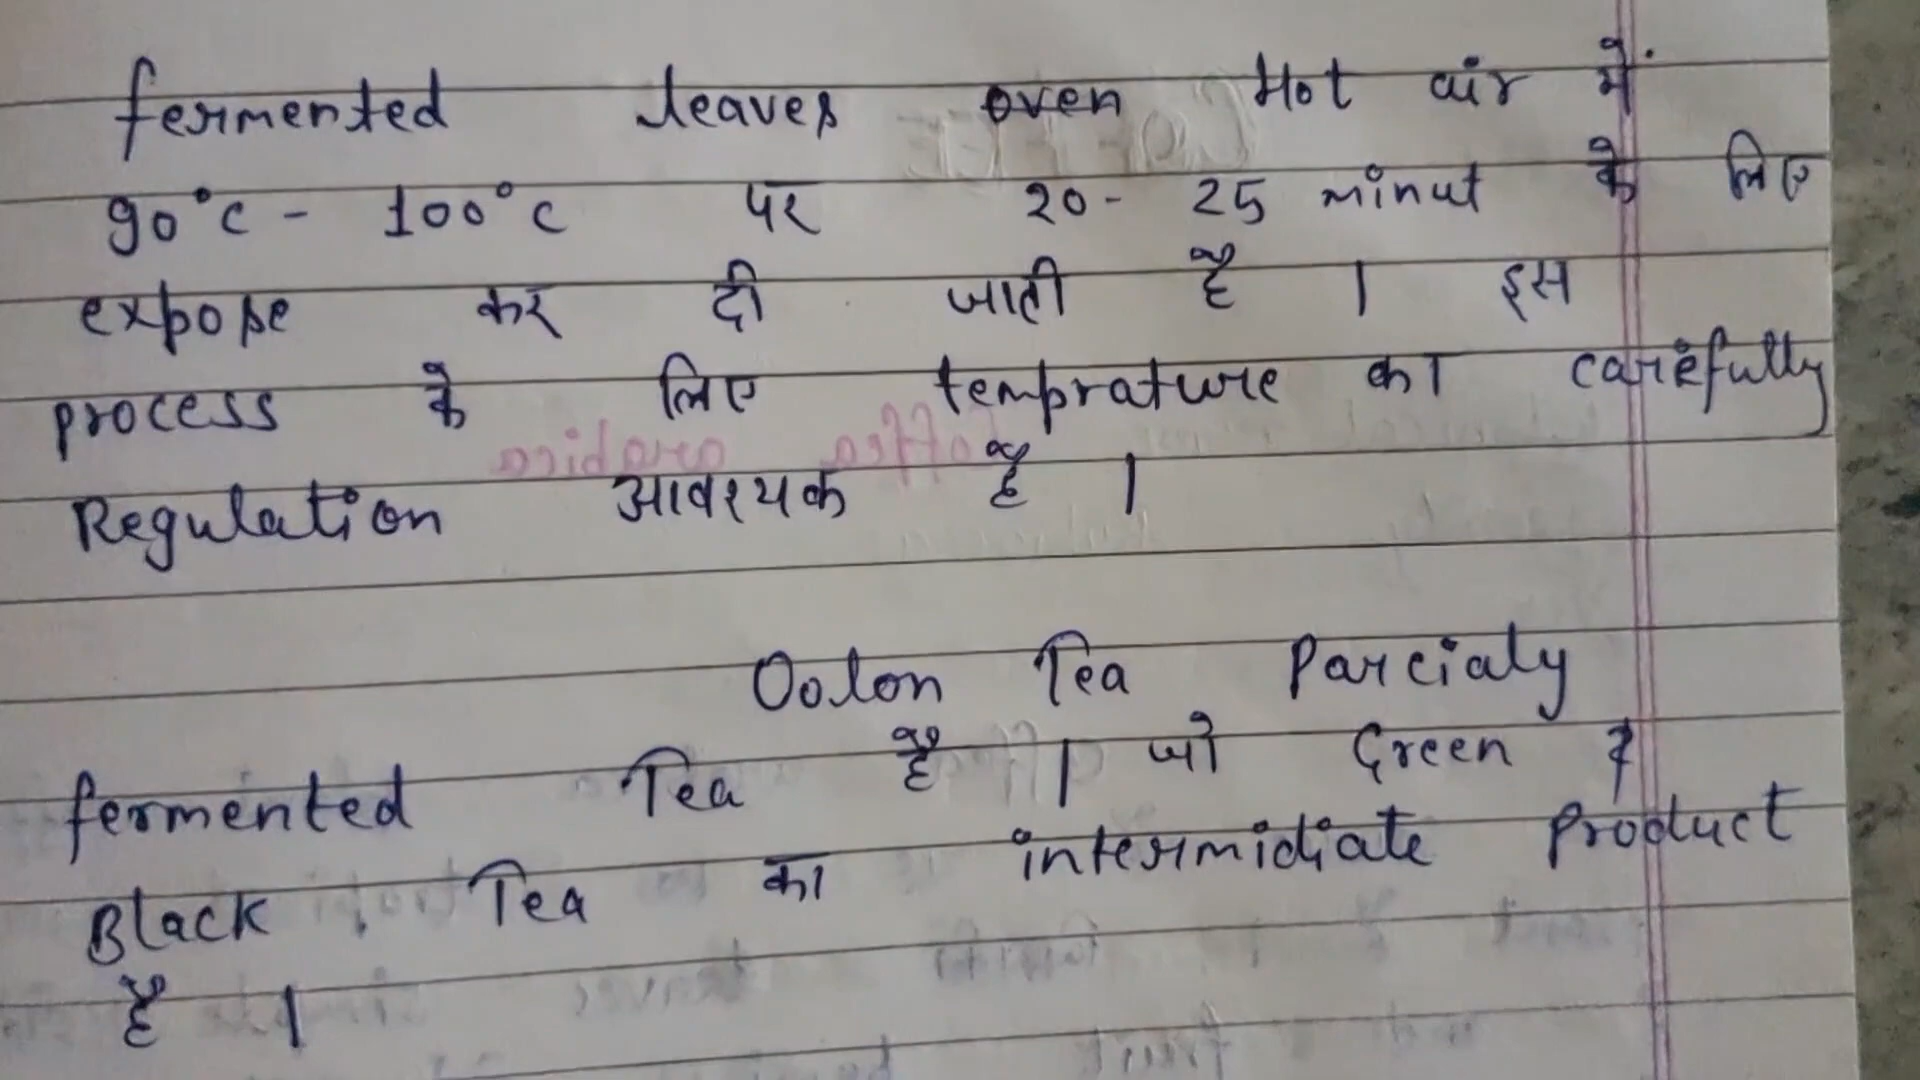 fermented leaves oven Hot air में
90°c - 100°c पर 20- 25 minut के लिए
expose कर दी जाती है । इस
process के लिए temprature का carefully
Regulation आवश्यक है ।
Oolon Tea Parcialy
fermented Tea है । जो Green र
Black Tea का intermidiate Product
है ।